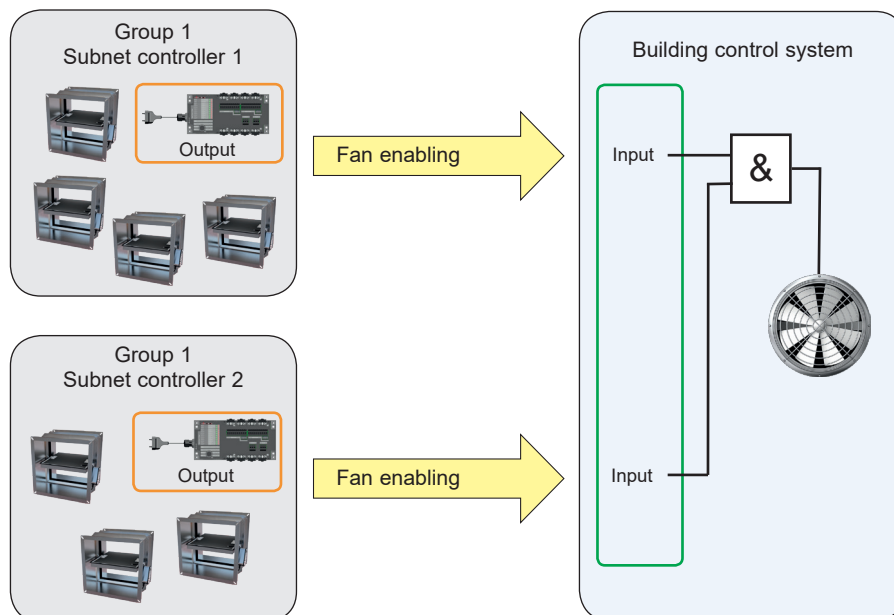 Group 1
Subnet controller 1
Output
Fan enabling
Building control system
Input
&
Input
Group 1
Subnet controller 2
Output
Fan enabling